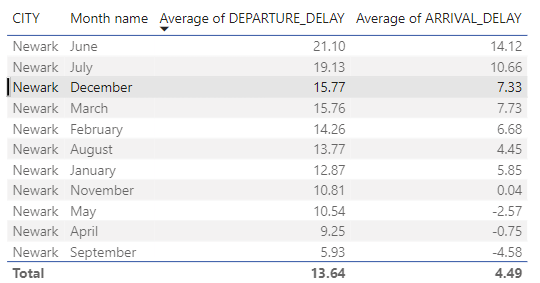 CITY Month name Average of DEPARTURE_DELAY Average of ARRIVAL_DELAY
Newark June 21.10 14.12
Newark July 19.13 10.66
Newark December 15.77 7.33
Newark March 15.76 7.73
Newark February 14.26 6.68
Newark August 13.77 4.45
Newark January 12.87 5.85
Newark November 10.81 0.04
Newark May 10.54 -2.57
Newark April 9.25 -0.75
Newark September 5.93 -4.58
Total 13.64 4.49